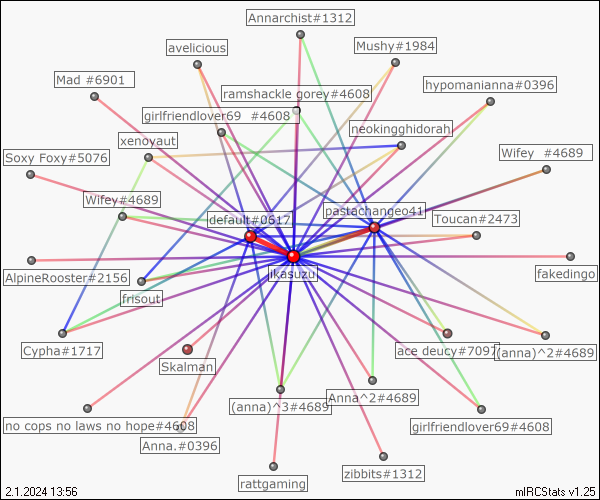 Annarchist#1312
avelicious
Mushy#1984
Mad #6901
ramshackle gorey#4608
hypomanianna#0396
girlfriendlover69 #4608
neokingghidorah
xenoyaut
Soxy Foxy#5076
Wifey #4689
Wifey#4689
default#0617
pastachangeo41
Toucan#2473
AlpineRooster#2156
jkasuzu
fakedingo
frisout
Cypha#1717
Skalman
ace deucy#7097
(anna)^2#4689
(anna)^3#4689
Anna^2#4689
no cops no laws no hope#4608
girlfriendlover69#4608
Anna.#0396
rattgaming
zibbits#1312
2.1.2024 13:56
mIRCStats v1.25